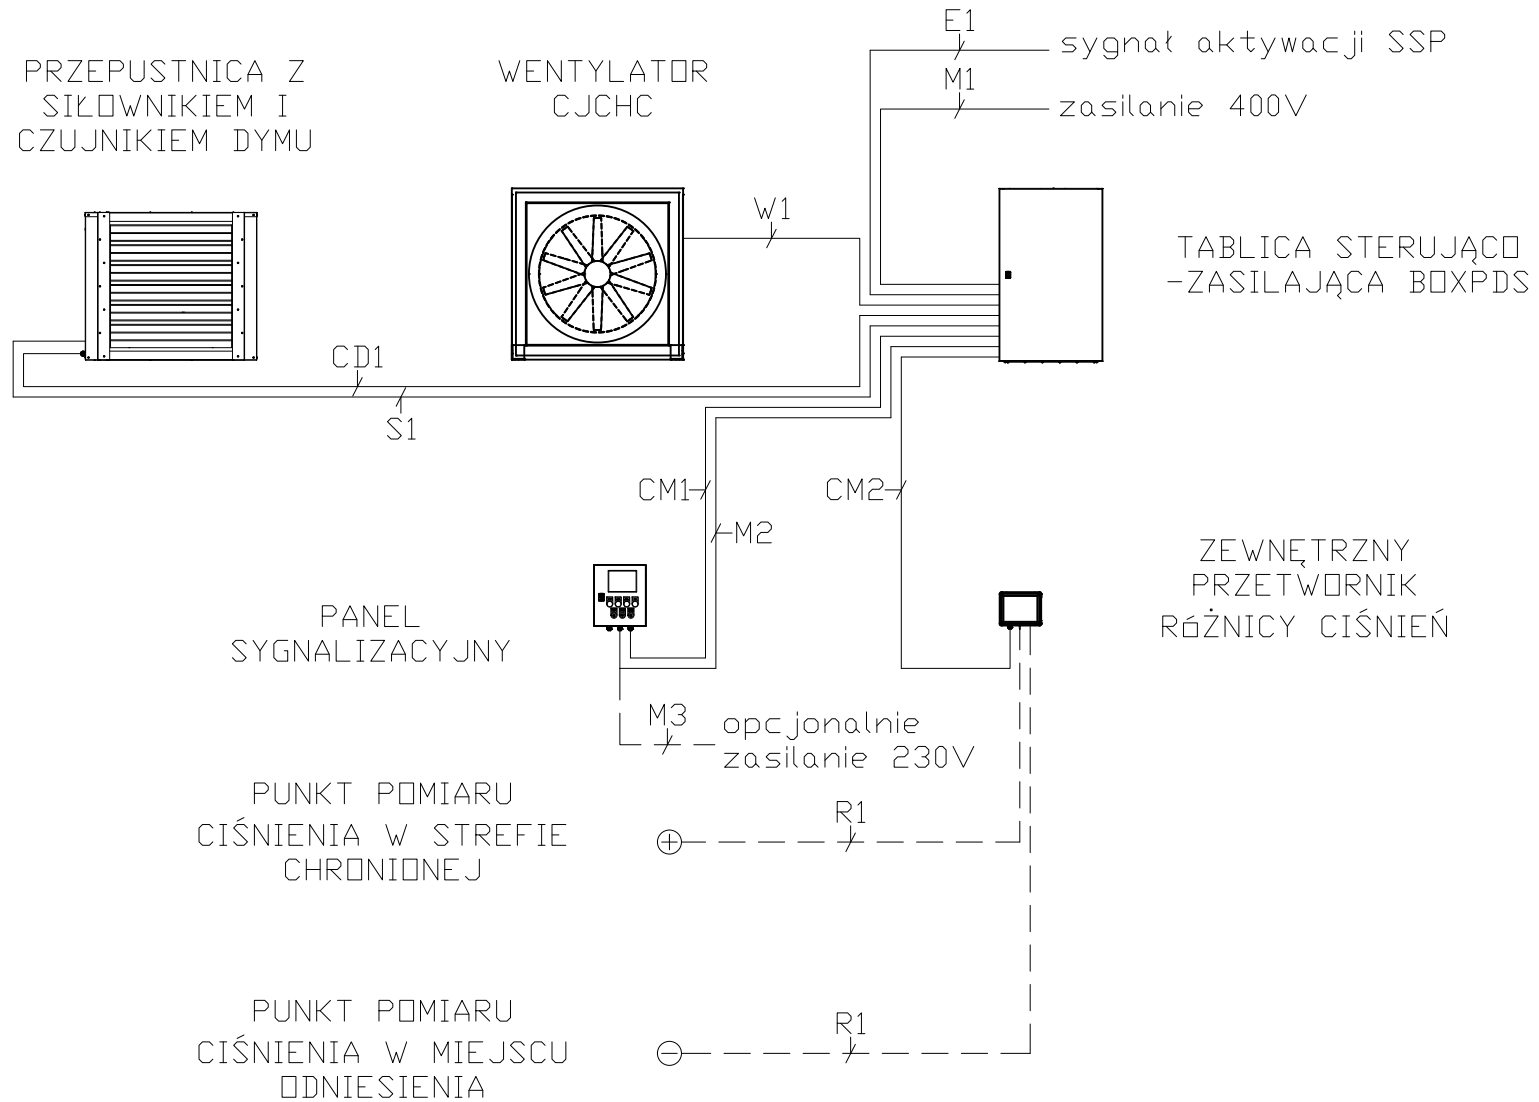 E1
sygnał aktywacji SSP
M1
zasilanie 400V
PRZEPUSTNICA Z
SIŁOWNIKIEM I
CZUJNIKIEM DYMU
WENTYLATOR
CJCHC
W1
TABLICA STERUJĄCO
-ZASILAJĄCA BOXPDS
CD1
S1
CM1
CM2
M2
ZEWNĘTRZNY
PRZETWORNIK
RóŻNICY CIŚNIEŃ
PANEL
SYGNALIZACYJNY
M3
opcjonalnie
zasilanie 230V
PUNKT POMIARU
CIŚNIENIA W STREFIE
CHRONIONEJ
+
R1
PUNKT POMIARU
CIŚNIENIA W MIEJSCU
ODNIESIENIA
−
R1